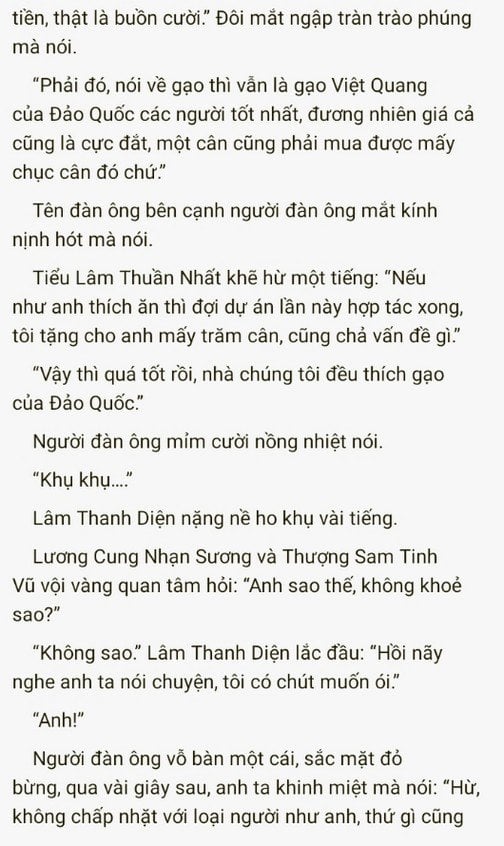 tiền, thật là buồn cười.” Đôi mắt ngập tràn trào phúng
mà nói.
“Phải đó, nói về gạo thì vẫn là gạo Việt Quang
của Đảo Quốc các người tốt nhất, đương nhiên giá cả
cũng là cực đắt, một cân cũng phải mua được mấy
chục cân đó chứ.”
Tên đàn ông bên cạnh người đàn ông mắt kính
nịnh hót mà nói.
Tiểu Lâm Thuần Nhất khẽ hừ một tiếng: “Nếu
như anh thích ăn thì đợi dự án lần này hợp tác xong,
tôi tặng cho anh mấy trăm cân, cũng chả vấn đề gì.”
“Vậy thì quá tốt rồi, nhà chúng tôi đều thích gạo
của Đảo Quốc.”
Người đàn ông mỉm cười nồng nhiệt nói.
“Khụ khụ....”
Lâm Thanh Diện nặng nề ho khụ vài tiếng.
Lương Cung Nhạn Sương và Thượng Sam Tinh
Vũ vội vàng quan tâm hỏi: “Anh sao thế, không khoẻ
sao?”
“Không sao.” Lâm Thanh Diện lắc đầu: “Hồi nãy
nghe anh ta nói chuyện, tôi có chút muốn ói.”
“Anh!”
Người đàn ông vỗ bàn một cái, sắc mặt đỏ
bừng, qua vài giây sau, anh ta khinh miệt mà nói: “Hừ,
không chấp nhặt với loại người như anh, thứ gì cũng